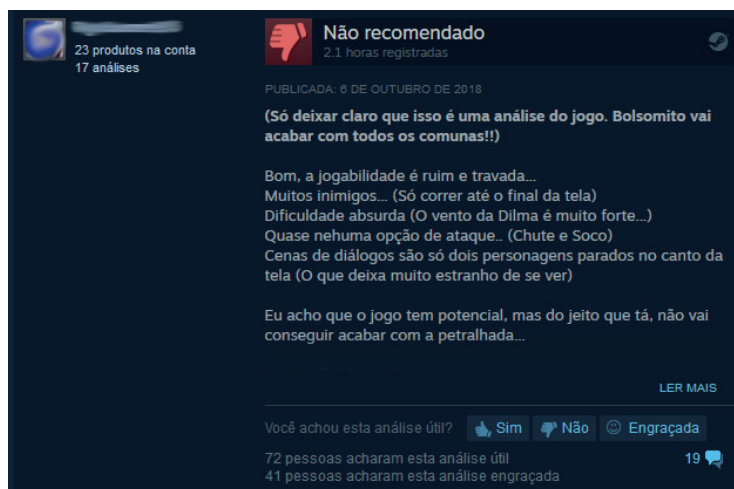 23 produtos na conta
17 análises
Não recomendado
2.1 horas registradas
PUBLICADA: 6 DE OUTUBRO DE 2018
(Só deixar claro que isso é uma análise do jogo. Bolsomito vai
acabar com todos os comunas!!)
Bom, a jogabilidade é ruim e travada...
Muitos inimigos... (Só correr até o final da tela)
Dificuldade absurda (O vento da Dilma é muito forte...)
Quase nenhuma opção de ataque.. (Chute e Soco)
Cenas de diálogos são só dois personagens parados no canto da
tela (O que deixa muito estranho de se ver)
Eu acho que o jogo tem potencial, mas do jeito que tá, não vai
conseguir acabar com a petralhada...
LER MAIS
Você achou esta análise útil? Sim Não Engraçada
72 pessoas acharam esta análise útil 19
41 pessoas acharam esta análise engraçada